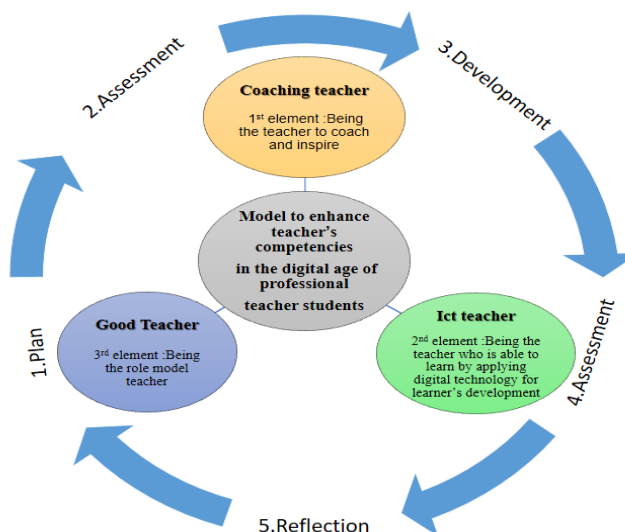 2.Assessment
3.Development
Coaching teacher
1st element :Being
the teacher to coach
and inspire
Model to enhance
teacher's
competencies
in the digital age of
professional
teacher students
Good Teacher
3rd element :Being
the role model
teacher
Ict teacher
2nd element :Being the
teacher who is able to
learn by applying
digital technology for
learner's development
1.Plan
4.Assessment
5.Reflection